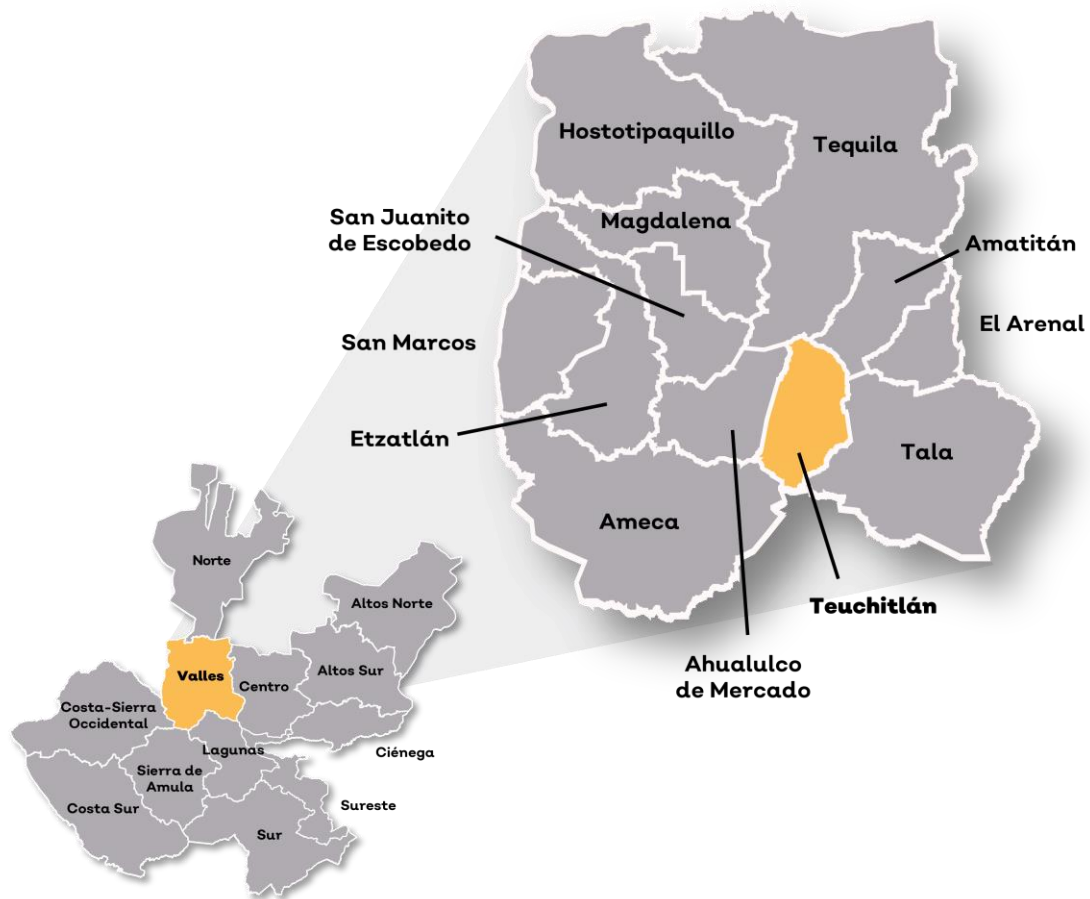 Hostotipaquillo
Tequila
San Juanito
de Escobedo
Magdalena
Amatitán
San Marcos
El Arenal
Etzatlán
Tala
Ameca
Teuchitlán
Ahualulco
de Mercado
Norte
Altos Norte
Valles
Altos Sur
Centro
Costa-Sierra
Occidental
Lagunas
Ciénega
Sierra de
Amula
Costa Sur
Sureste
Sur